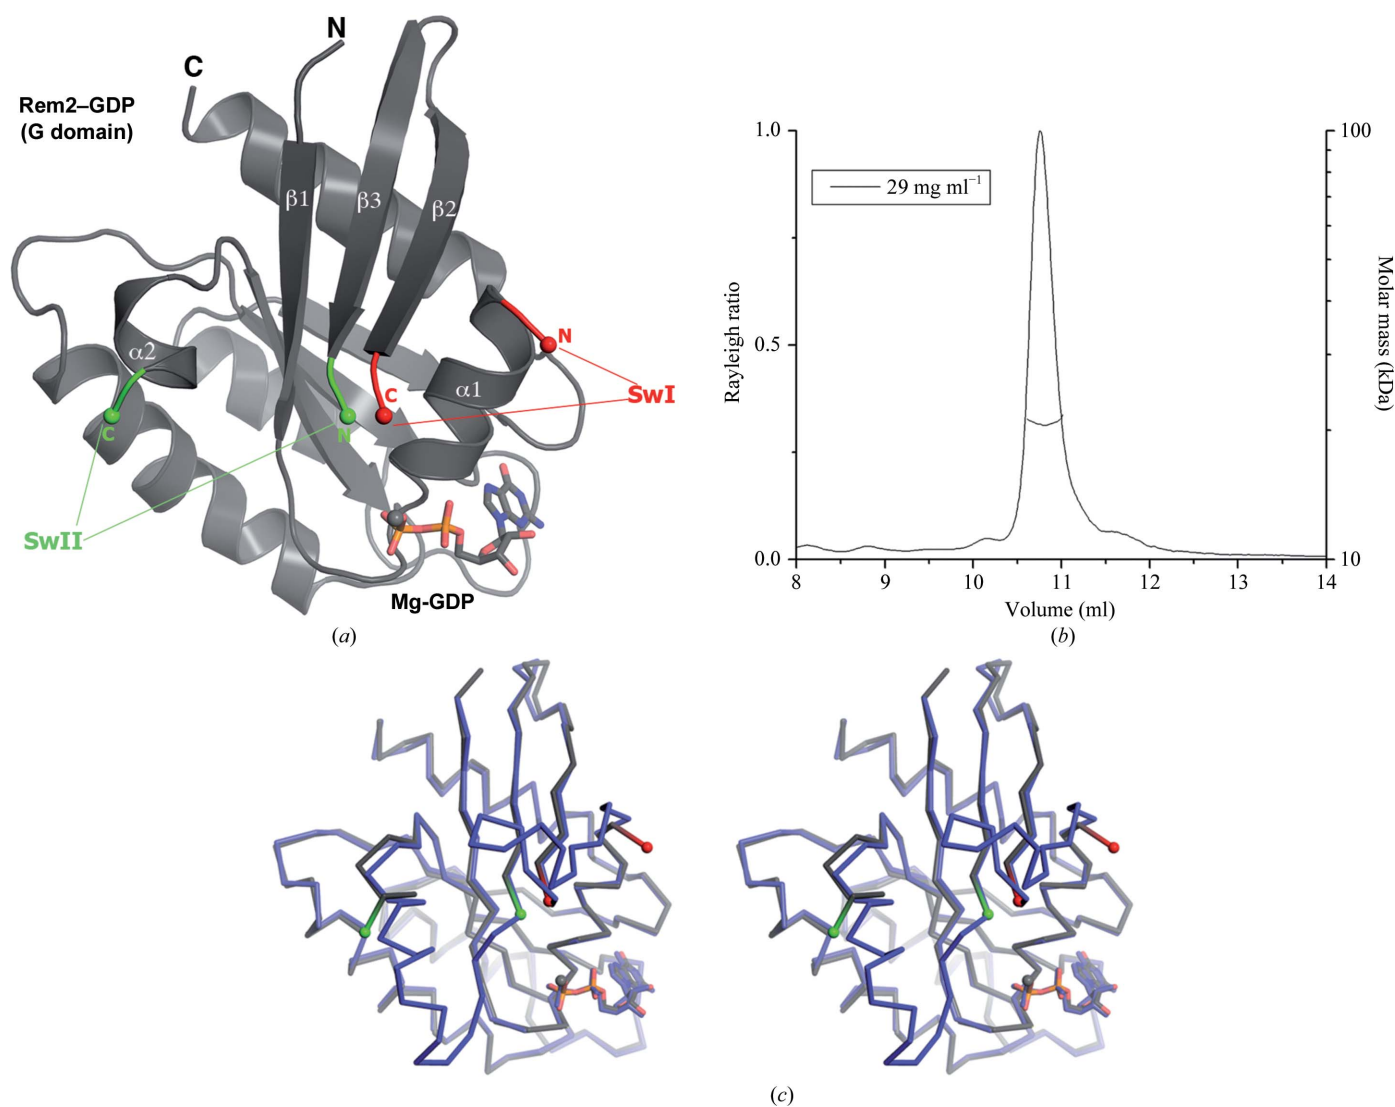 N
C
Rem2–GDP
(G domain)
β1
β3
β2
α2
α1
N
C
SwI
C
N
SwII
Mg-GDP
(a)
1.0
0.5
0.0
Rayleigh ratio
29 mg ml⁻¹
100
10
Molar mass (kDa)
8 9 10 11 12 13 14
Volume (ml)
(b)
(c)